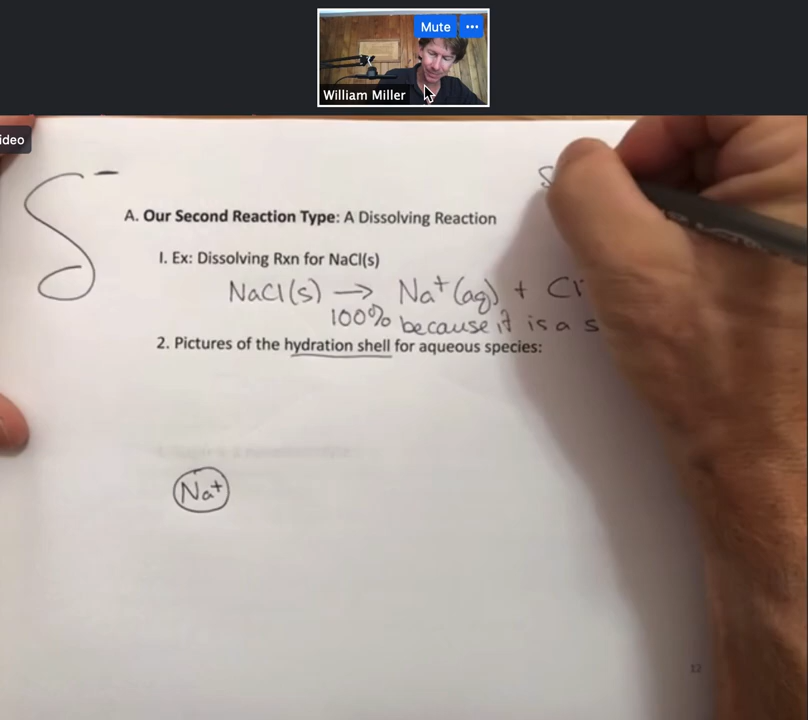 Mute ...
William Miller
ideo
δ-
A. Our Second Reaction Type: A Dissolving Reaction
1. Ex: Dissolving Rxn for NaCl(s)
NaCl(s) → Na⁺(aq) + Cl
100% because it is a s
2. Pictures of the hydration shell for aqueous species:
Na⁺